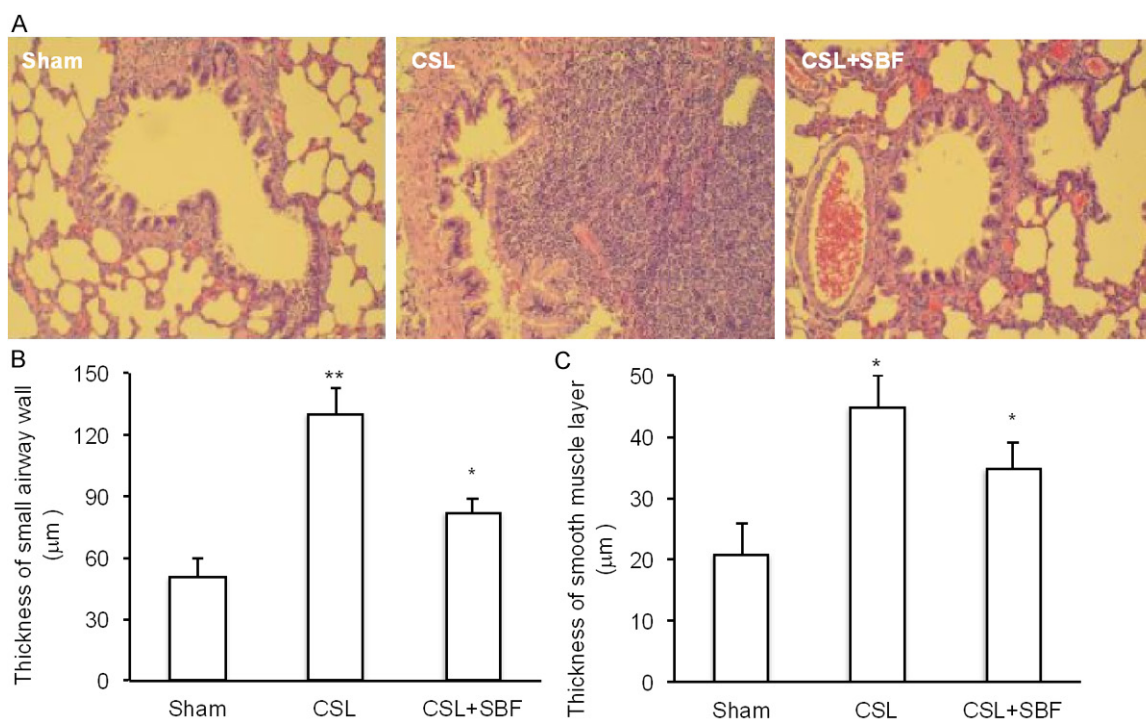 A
Sham
CSL
CSL+SBF
B
Thickness of small airway wall
(μm )
150
120
90
60
30
0
**
*
Sham
CSL
CSL+SBF
C
Thickness of smooth muscle layer
(μm )
50
40
30
20
10
0
*
*
Sham
CSL
CSL+SBF